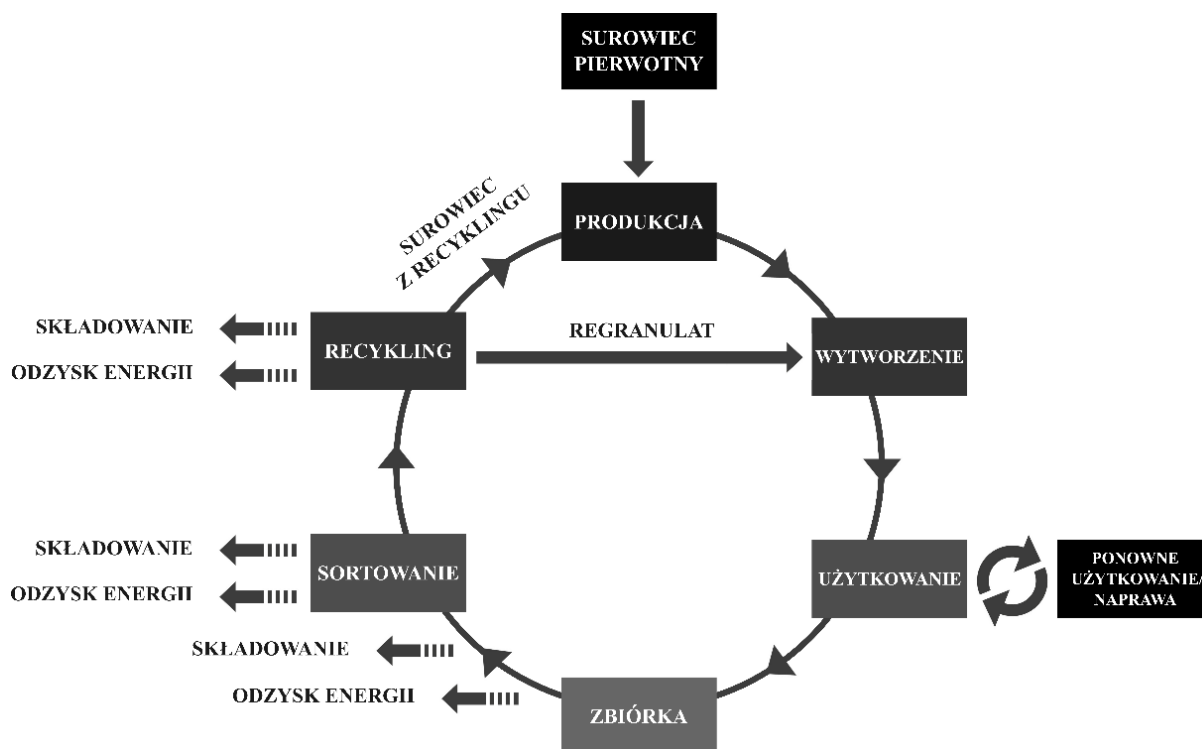 SUROWIEC
PIERWOTNY
PRODUKCJA
SUROWIEC
Z RECYKLINGU
SKŁADOWANIE
ODZYSK ENERGII
RECYKLING
REGRANULAT
WYTWORZENIE
SKŁADOWANIE
ODZYSK ENERGII
SORTOWANIE
UŻYTKOWANIE
PONOWNE
UŻYTKOWANIE/
NAPRAWA
SKŁADOWANIE
ODZYSK ENERGII
ZBIÓRKA